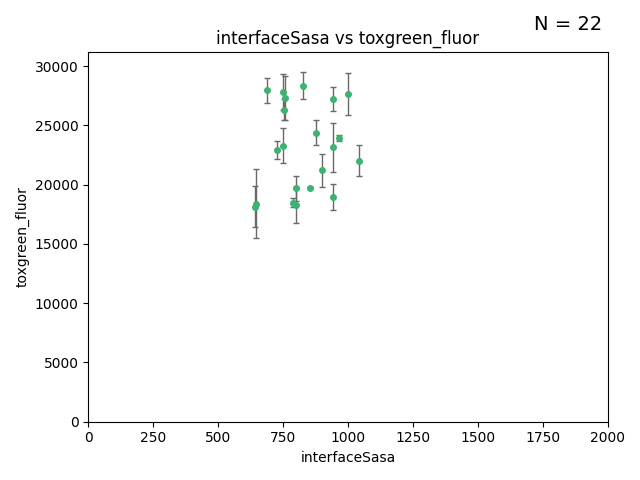 N = 22
interfaceSasa vs toxgreen_fluor
30000
25000
20000
15000
10000
5000
0
toxgreen_fluor
0 250 500 750 1000 1250 1500 1750 2000
interfaceSasa